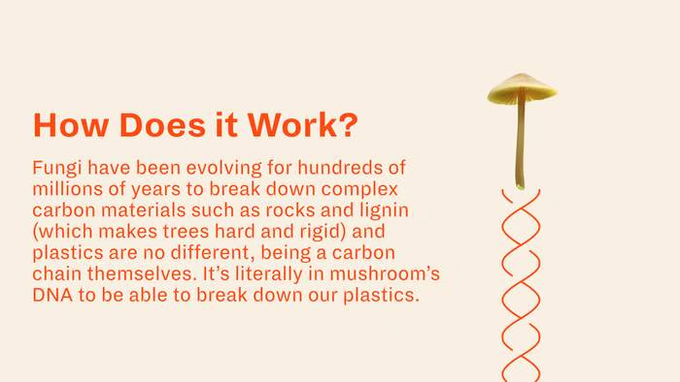 How Does it Work?
Fungi have been evolving for hundreds of
millions of years to break down complex
carbon materials such as rocks and lignin
(which makes trees hard and rigid) and
plastics are no different, being a carbon
chain themselves. It’s literally in mushroom’s
DNA to be able to break down our plastics.